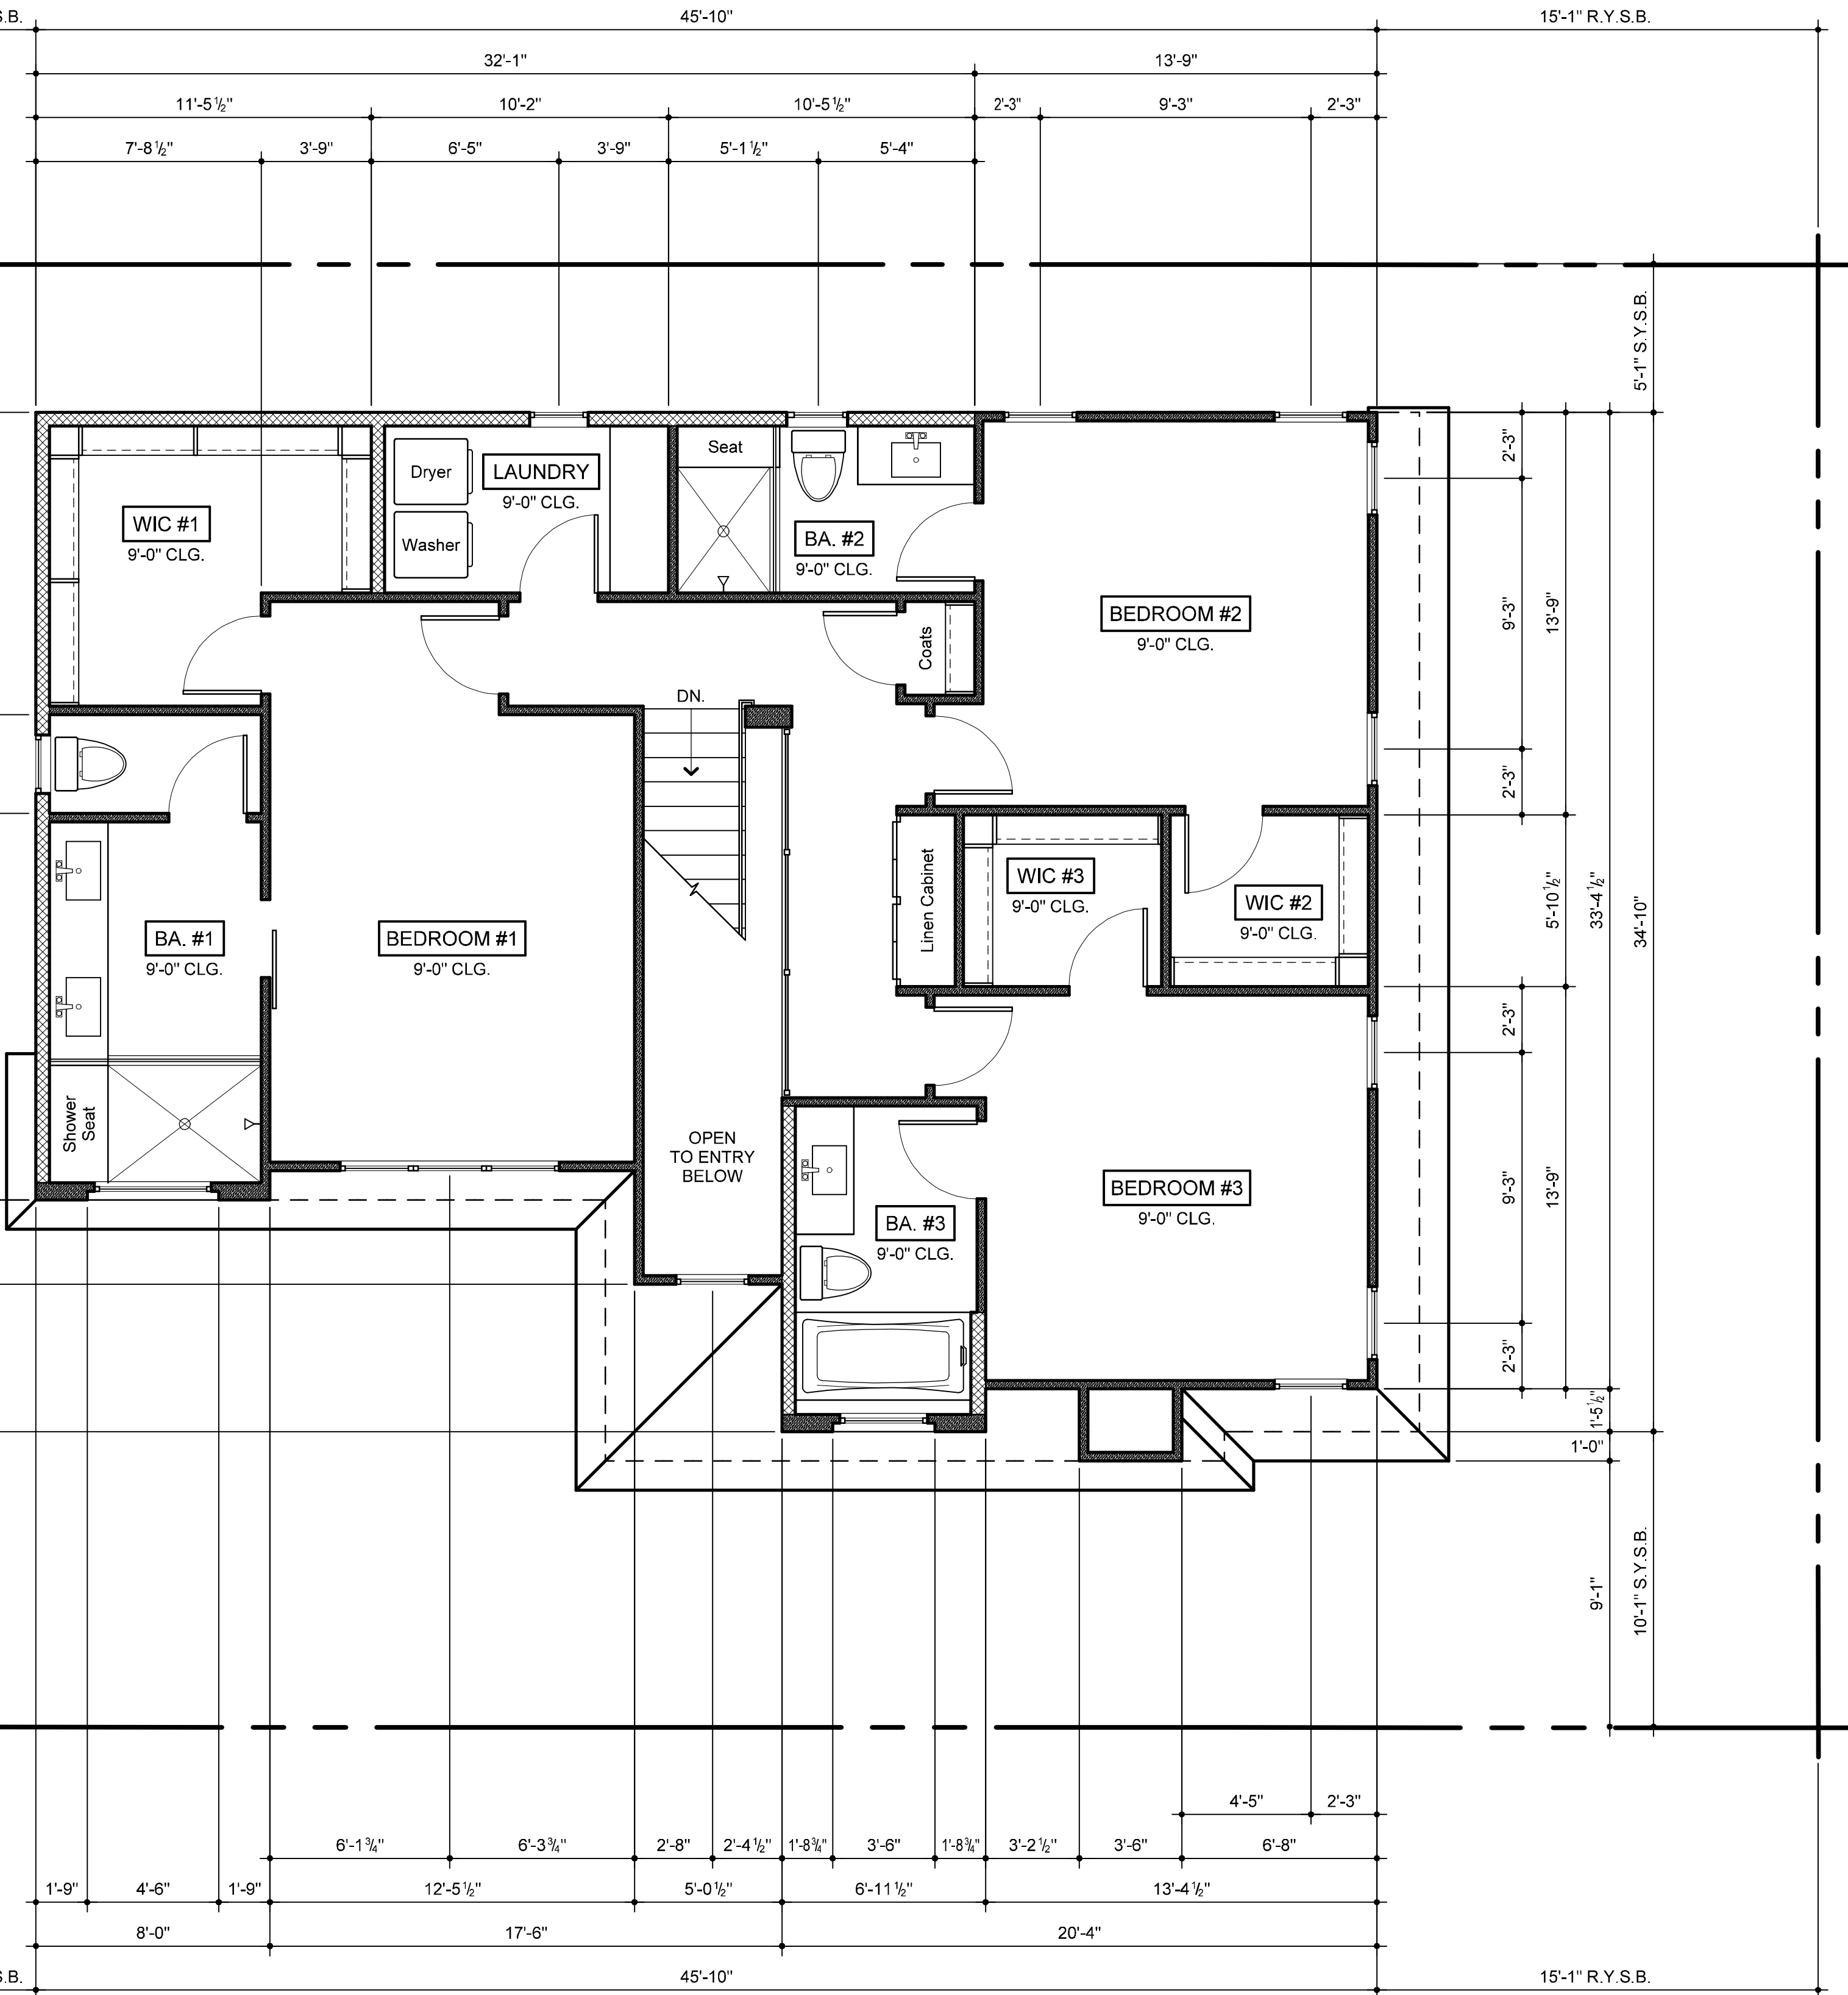 S.B.
45'-10"
15'-1" R.Y.S.B.
32'-1"
13'-9"
11'-5½"
10'-2"
10'-5½"
2'-3"
9'-3"
2'-3"
7'-8½"
3'-9"
6'-5"
3'-9"
5'-1½"
5'-4"
5'-1" S.Y.S.B.
Dryer
LAUNDRY
9'-0" CLG.
Washer
Seat
WIC #1
9'-0" CLG.
BA. #2
9'-0" CLG.
BEDROOM #2
9'-0" CLG.
Coats
DN.
2'-3"
9'-3"
13'-9"
2'-3"
Linen Cabinet
WIC #3
9'-0" CLG.
WIC #2
9'-0" CLG.
BA. #1
9'-0" CLG.
BEDROOM #1
9'-0" CLG.
5'-10½"
33'-4½"
34'-10"
Shower
Seat
OPEN
TO ENTRY
BELOW
BA. #3
9'-0" CLG.
BEDROOM #3
9'-0" CLG.
2'-3"
9'-3"
13'-9"
2'-3"
1'-5½"
1'-0"
9'-1"
10'-1" S.Y.S.B.
4'-5"
2'-3"
6'-1¾"
6'-3¾"
2'-8"
2'-4½"
1'-8¾"
3'-6"
1'-8¾"
3'-2½"
3'-6"
6'-8"
1'-9"
4'-6"
1'-9"
12'-5½"
5'-0½"
6'-11½"
13'-4½"
8'-0"
17'-6"
20'-4"
S.B.
45'-10"
15'-1" R.Y.S.B.